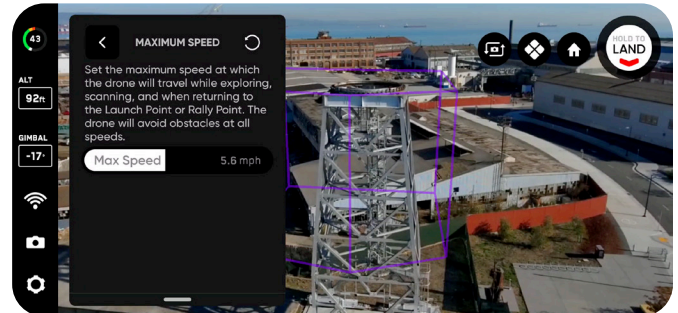 43
MAXIMUM SPEED
HOLD TO
LAND
Set the maximum speed at which
the drone will travel while exploring,
scanning, and when returning to
the Launch Point or Rally Point. The
drone will avoid obstacles at all
speeds.
ALT
92ft
GIMBAL
-17°
Max Speed 5.6 mph